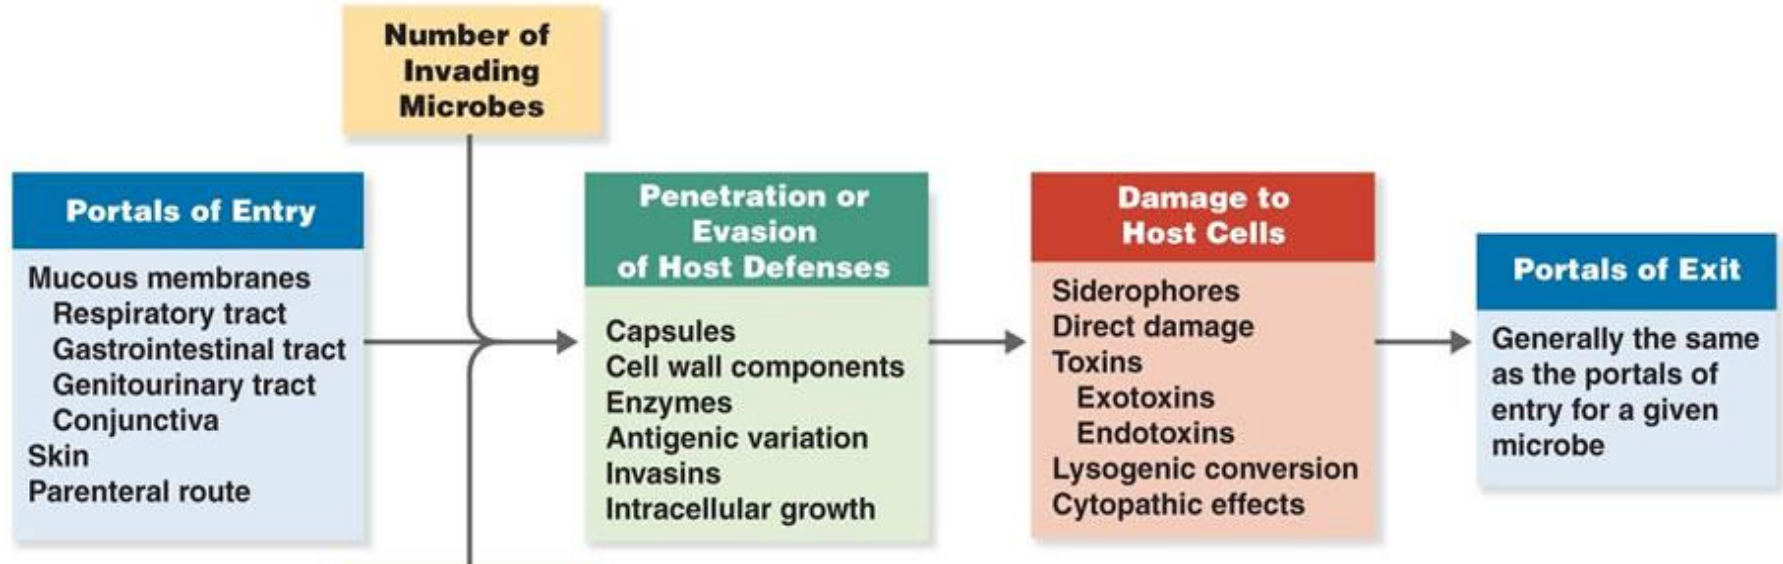 Number of
Invading
Microbes
Portals of Entry
Mucous membranes
Respiratory tract
Gastrointestinal tract
Genitourinary tract
Conjunctiva
Skin
Parenteral route
Penetration or
Evasion
of Host Defenses
Capsules
Cell wall components
Enzymes
Antigenic variation
Invasins
Intracellular growth
Damage to
Host Cells
Siderophores
Direct damage
Toxins
Exotoxins
Endotoxins
Lysogenic conversion
Cytopathic effects
Portals of Exit
Generally the same
as the portals of
entry for a given
microbe